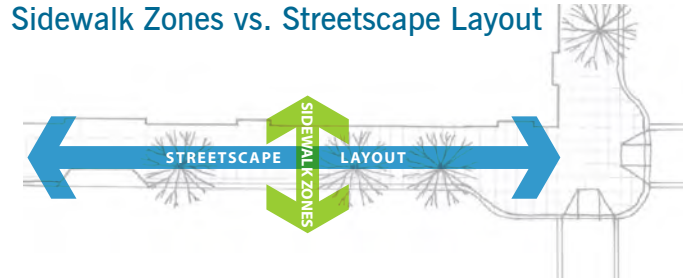 Sidewalk Zones vs. Streetscape Layout
STREETSCAPE LAYOUT
SIDEWALK ZONES